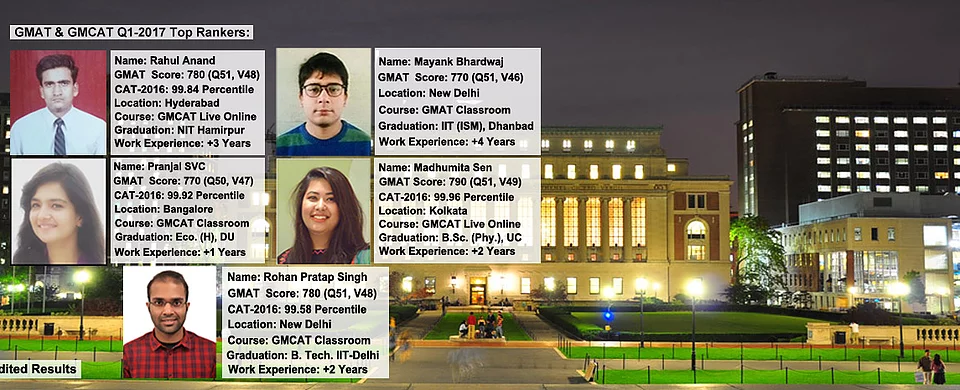 GMAT & GMCAT Q1-2017 Top Rankers:
Name: Rahul Anand
GMAT Score: 780 (Q51, V48)
CAT-2016: 99.84 Percentile
Location: Hyderabad
Course: GMCAT Live Online
Graduation: NIT Hamirpur
Work Experience: +3 Years
Name: Mayank Bhardwaj
GMAT Score: 770 (Q51, V46)
Location: New Delhi
Course: GMAT Classroom
Graduation: IIT (ISM), Dhanbad
Work Experience: +4 Years
Name: Pranjal SVC
GMAT Score: 770 (Q50, V47)
CAT-2016: 99.92 Percentile
Location: Bangalore
Course: GMCAT Classroom
Graduation: Eco. (H), DU
Work Experience: +1 Years
Name: Madhumita Sen
GMAT Score: 790 (Q51, V49)
CAT-2016: 99.96 Percentile
Location: Kolkata
Course: GMCAT Live Online
Graduation: B.Sc. (Phy.), UC
Work Experience: +2 Years
Name: Rohan Pratap Singh
GMAT Score: 780 (Q51, V48)
CAT-2016: 99.58 Percentile
Location: New Delhi
Course: GMCAT Classroom
Graduation: B. Tech. IIT-Delhi
Work Experience: +2 Years
dited Results